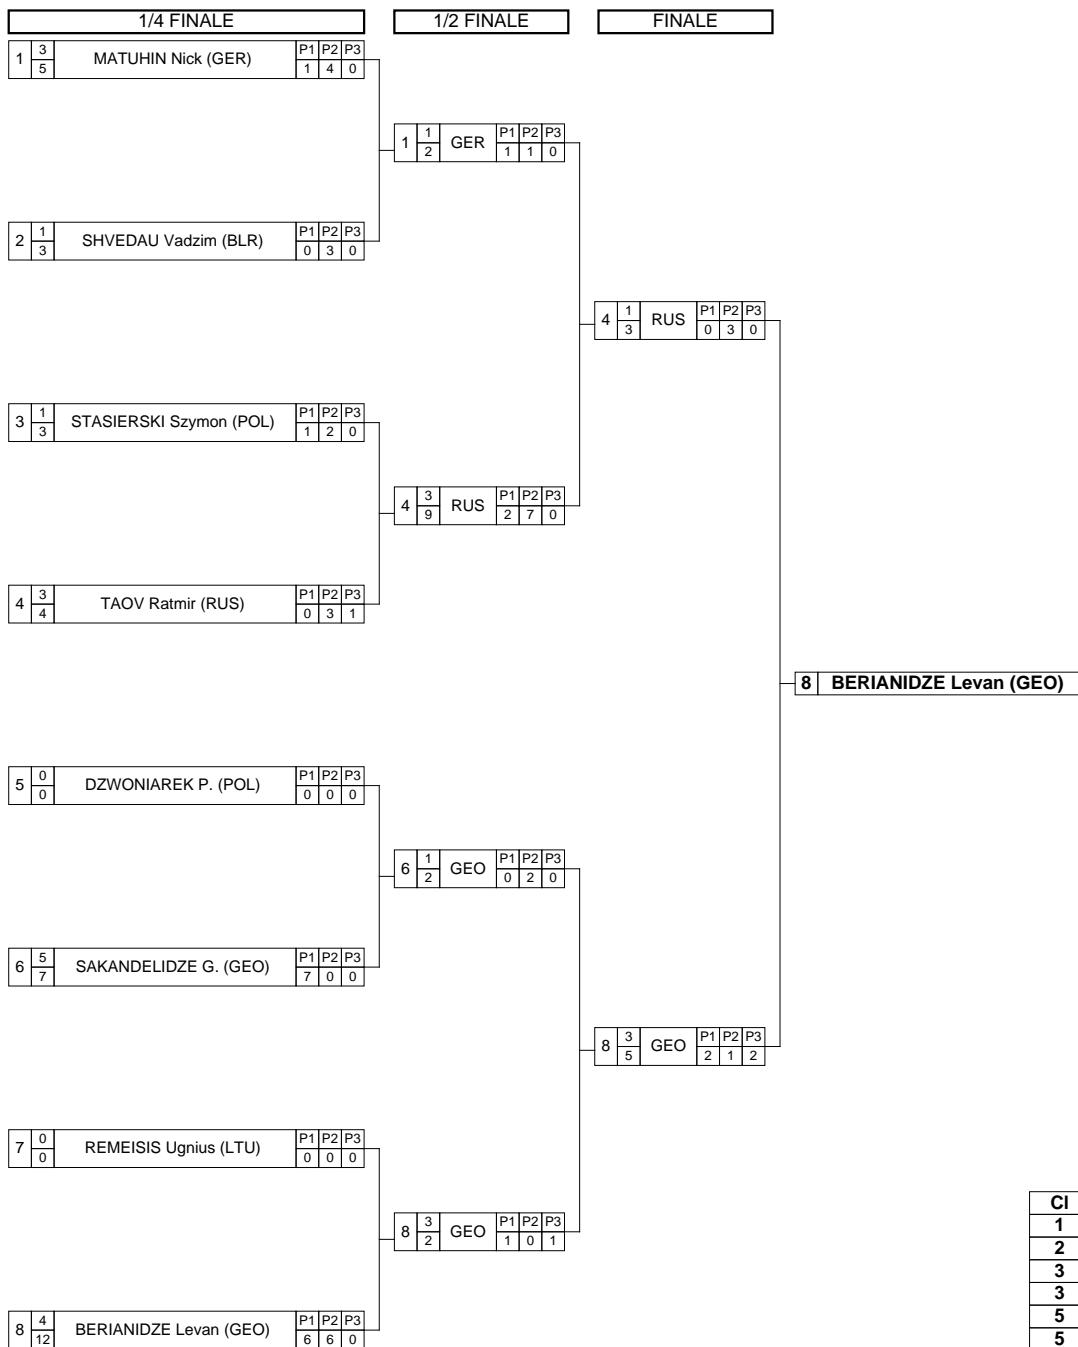 1/4 FINALE 1/2 FINALE FINALE
1 3 5 MATUHIN Nick (GER) P1 P2 P3 1 4 0
1 1 2 GER P1 P2 P3 1 1 0
2 1 3 SHVEDAU Vadzim (BLR) P1 P2 P3 0 3 0
4 1 3 RUS P1 P2 P3 0 3 0
3 1 3 STASIERSKI Szymon (POL) P1 P2 P3 1 2 0
4 3 9 RUS P1 P2 P3 2 7 0
4 3 4 TAOV Ratmir (RUS) P1 P2 P3 0 3 1
8 BERIANIDZE Levan (GEO)
5 0 0 DZWONIAREK P. (POL) P1 P2 P3 0 0 0
6 1 2 GEO P1 P2 P3 0 2 0
6 5 7 SAKANDELIDZE G. (GEO) P1 P2 P3 7 0 0
8 3 5 GEO P1 P2 P3 2 1 2
7 0 0 REMEISIS Ugnius (LTU) P1 P2 P3 0 0 0
8 3 2 GEO P1 P2 P3 1 0 1
8 4 12 BERIANIDZE Levan (GEO) P1 P2 P3 6 6 0
Cl
1
2
3
3
5
5